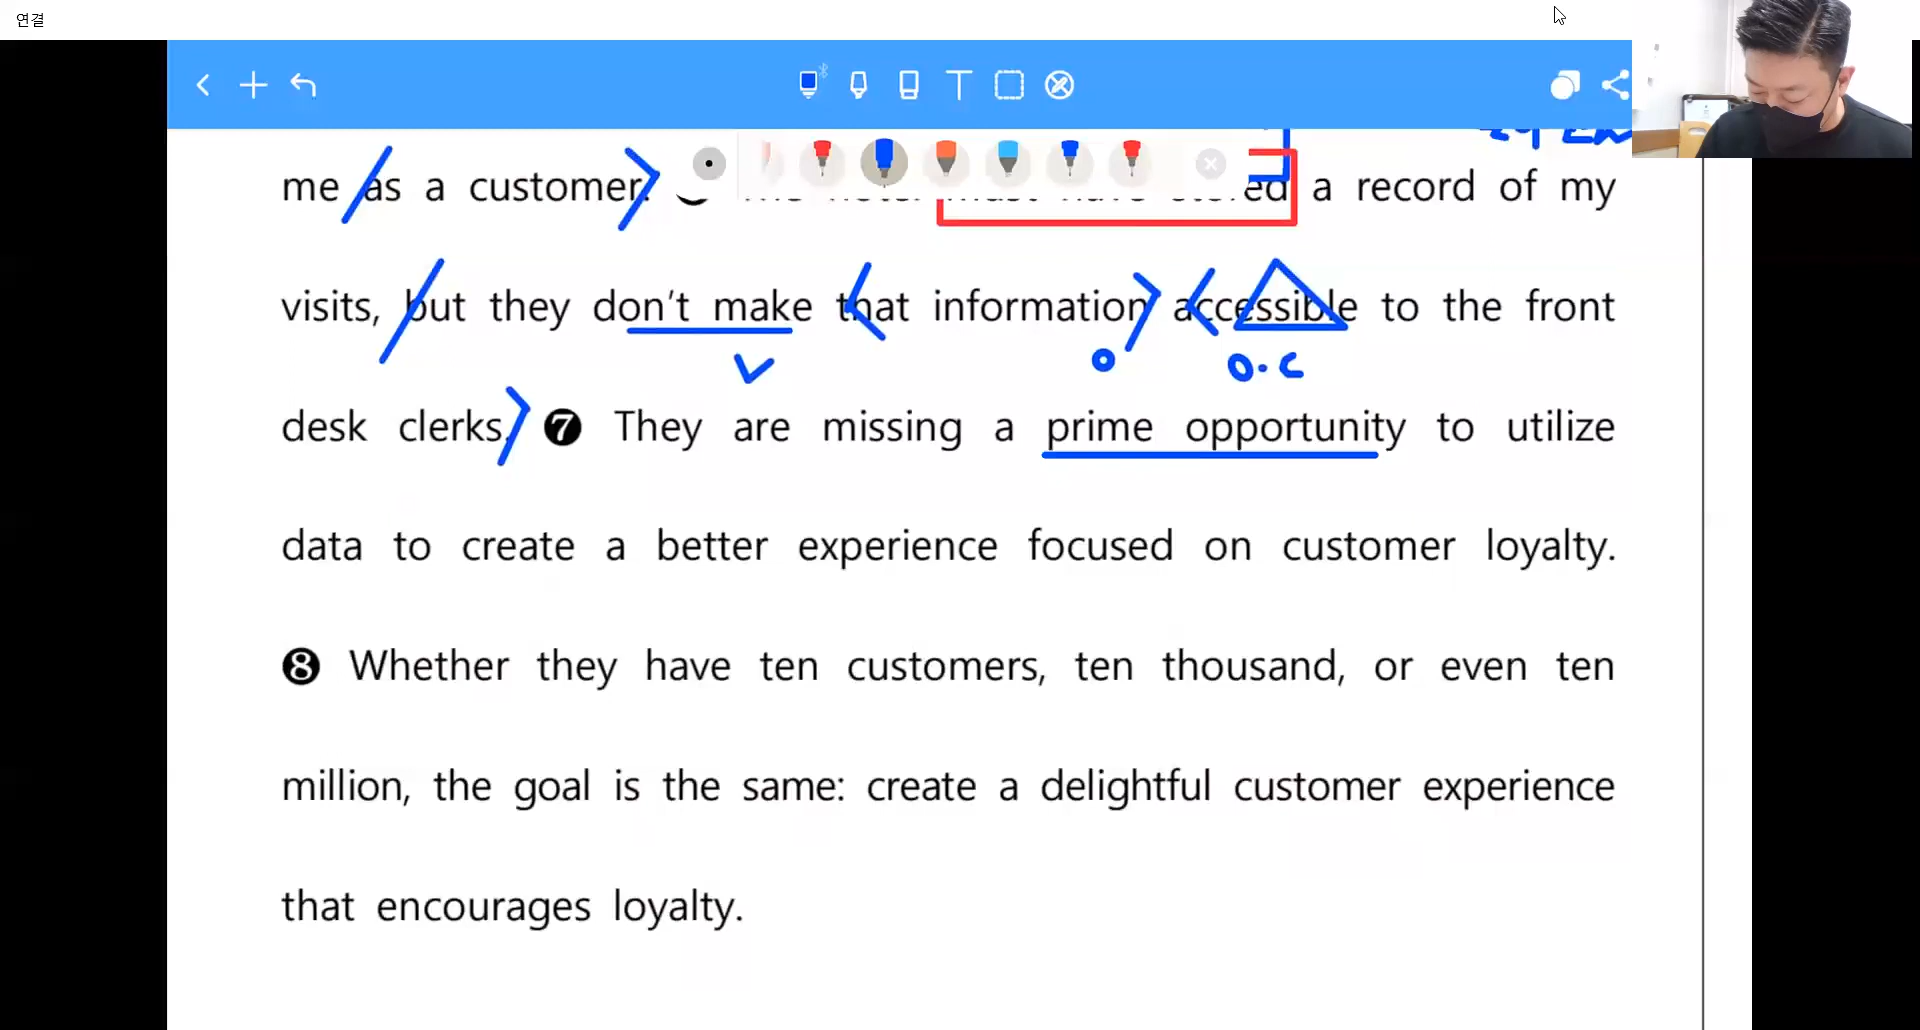 연결
me as a customer. ed a record of my
visits, but they don't make that information accessible to the front
V O O.C
desk clerks. ❼ They are missing a prime opportunity to utilize
data to create a better experience focused on customer loyalty.
❽ Whether they have ten customers, ten thousand, or even ten
million, the goal is the same: create a delightful customer experience
that encourages loyalty.